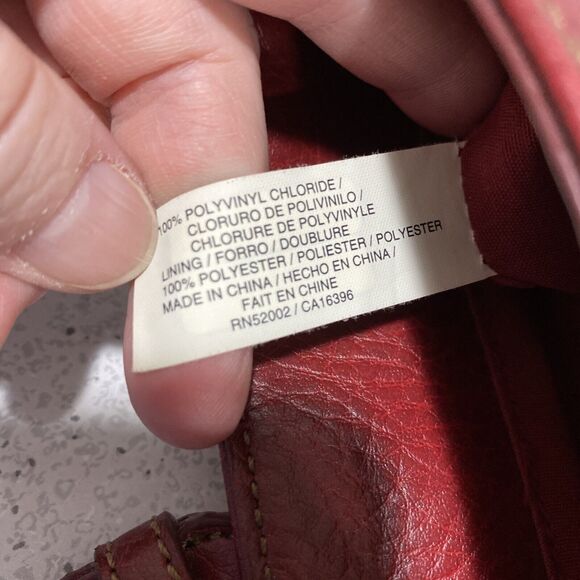 100% POLYVINYL CHLORIDE /
CLORURO DE POLIVINILO /
CHLORURE DE POLYVINYLE
LINING / FORRO / DOUBLURE
100% POLYESTER / POLIESTER / POLYESTER
MADE IN CHINA / HECHO EN CHINA /
FAIT EN CHINE
RN52002 / CA16396